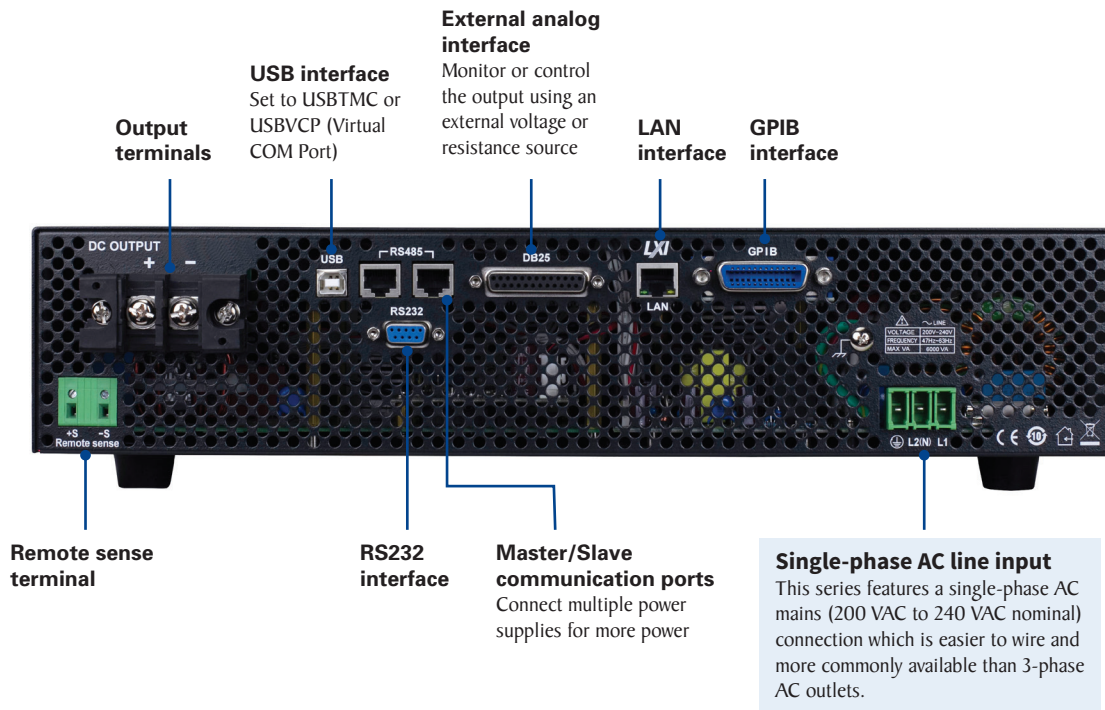 External analog
interface
Monitor or control
the output using an
external voltage or
resistance source
USB interface
Set to USBTMC or
USBVCP (Virtual
COM Port)
Output
terminals
LAN
interface
GPIB
interface
DC OUTPUT
+ −
USB
RS485
DB25
LXI
GPIB
RS232
LAN
LINE
VOLTAGE 200V~240V
FREQUENCY 47Hz~63Hz
MAX VA 6000 VA
+S -S
Remote sense
L2(N) L1
CE 10
Remote sense
terminal
RS232
interface
Master/Slave
communication ports
Connect multiple power
supplies for more power
Single-phase AC line input
This series features a single-phase AC
mains (200 VAC to 240 VAC nominal)
connection which is easier to wire and
more commonly available than 3-phase
AC outlets.